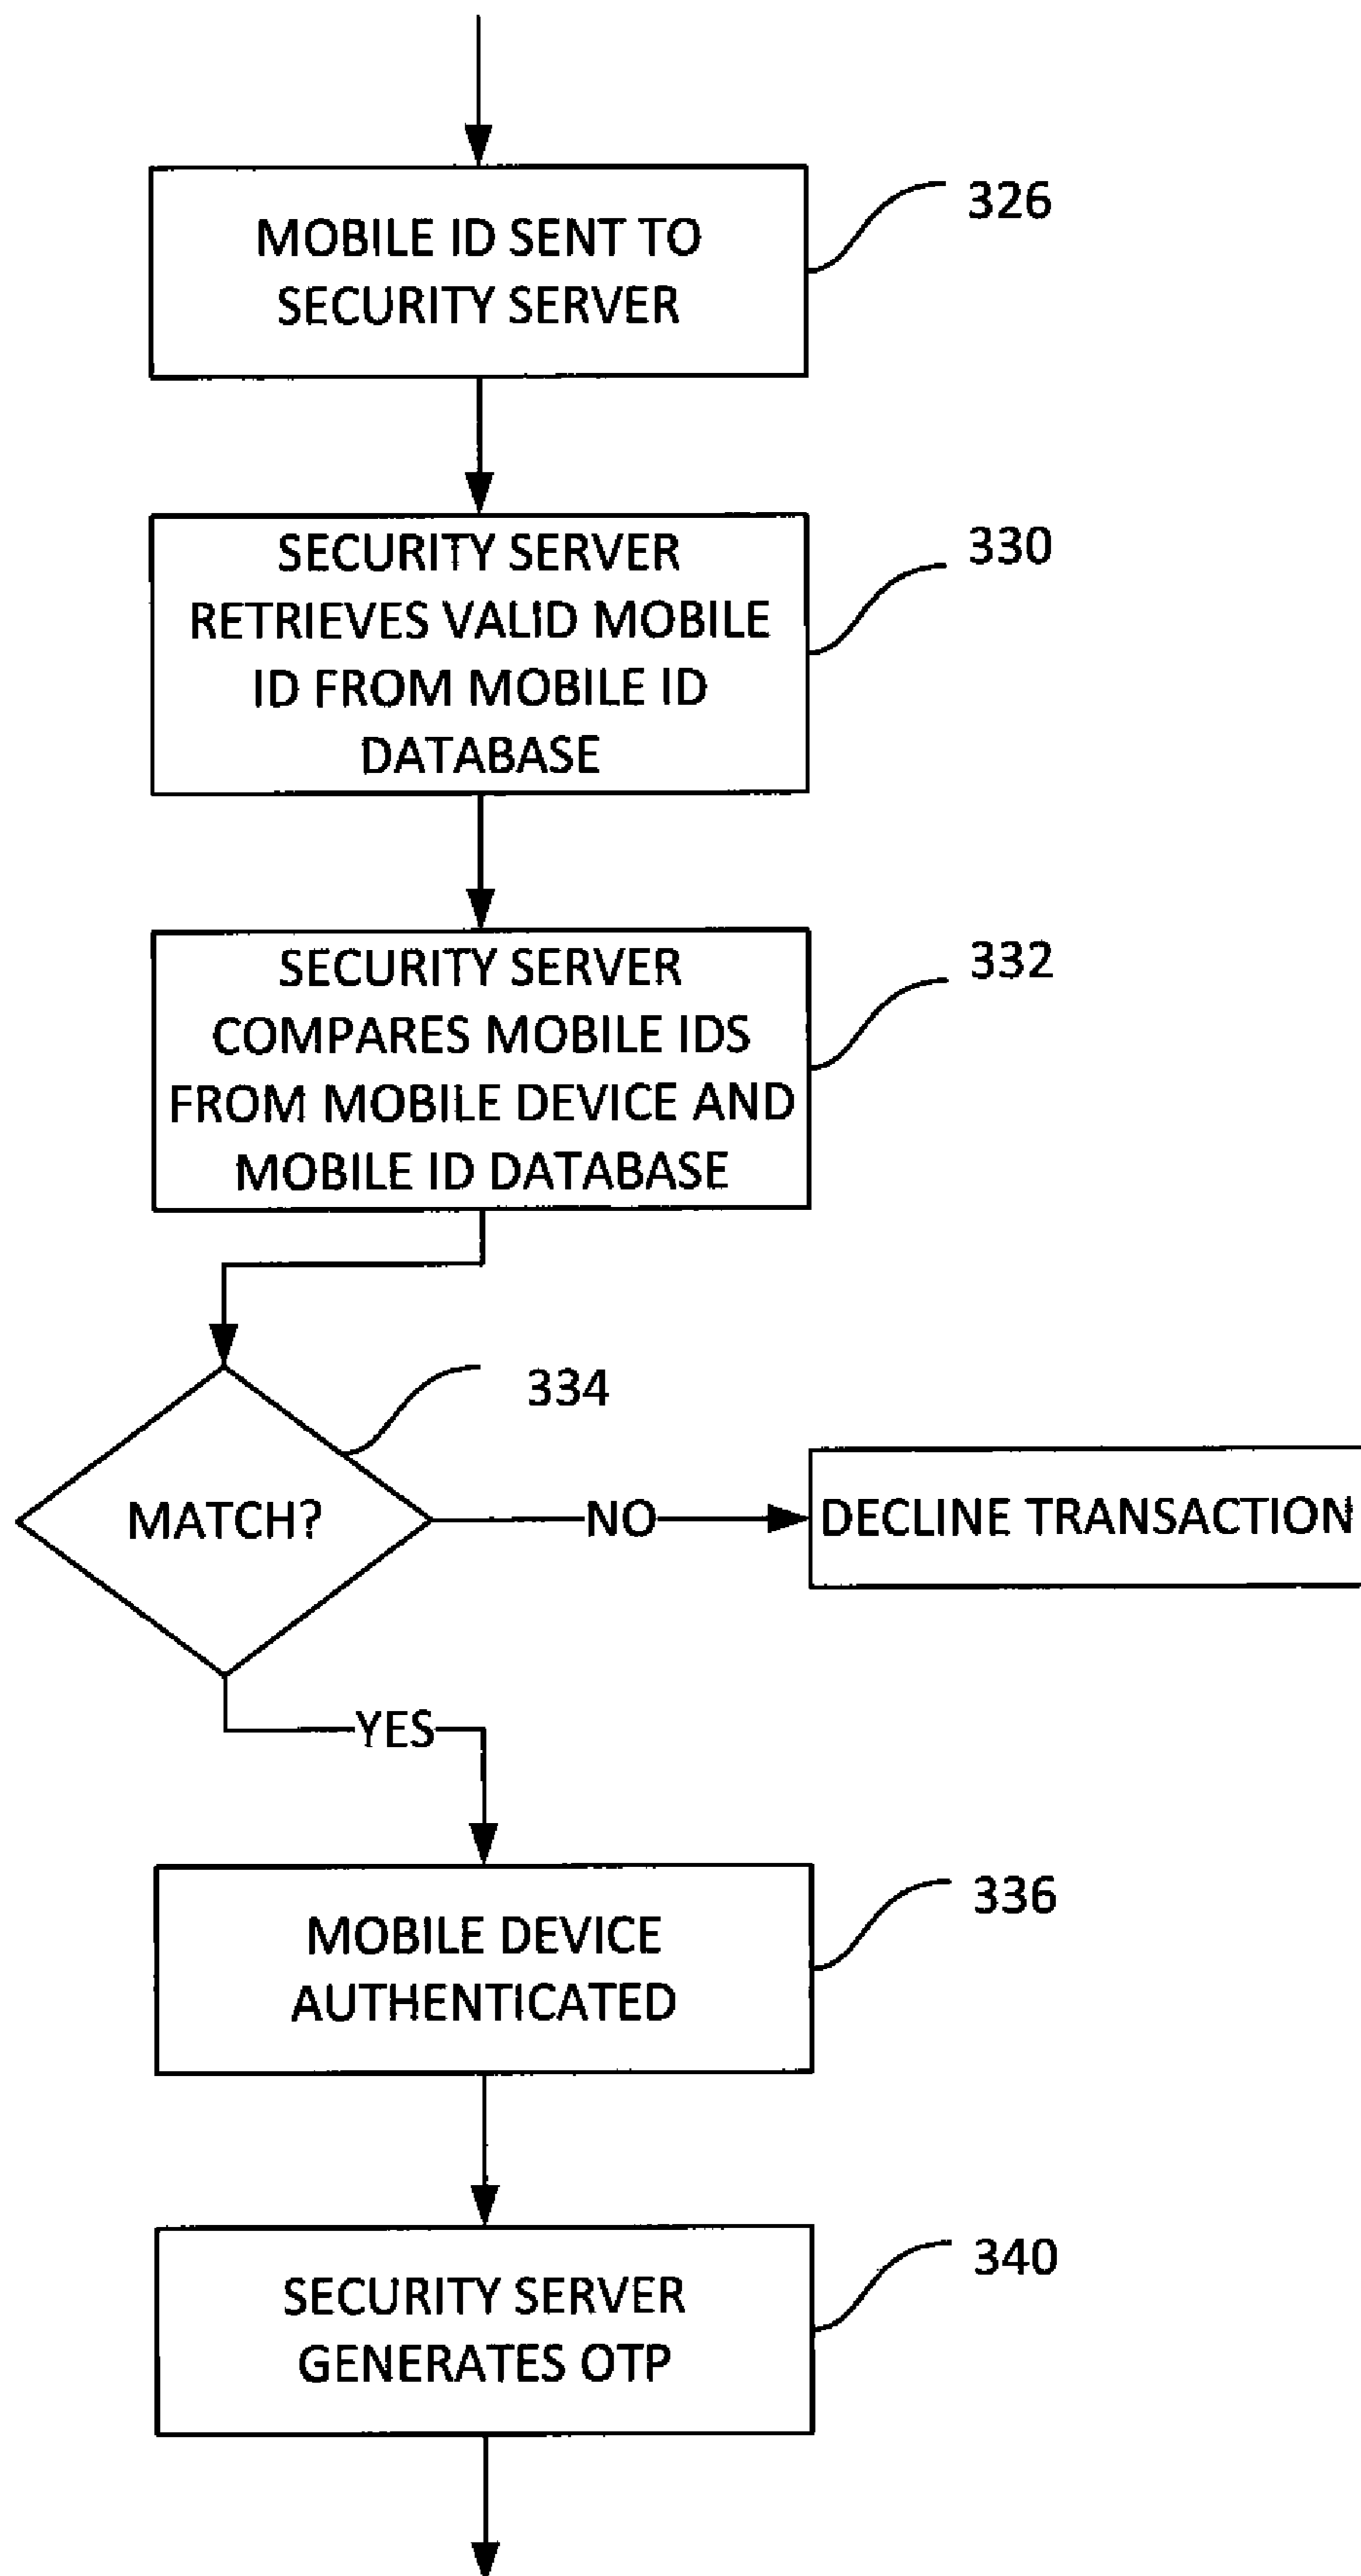 MOBILE ID SENT TO
SECURITY SERVER
326
SECURITY SERVER
RETRIEVES VALID MOBILE
ID FROM MOBILE ID
DATABASE
330
SECURITY SERVER
COMPARES MOBILE IDS
FROM MOBILE DEVICE AND
MOBILE ID DATABASE
332
334
MATCH?
NO
DECLINE TRANSACTION
YES
MOBILE DEVICE
AUTHENTICATED
336
SECURITY SERVER
GENERATES OTP
340